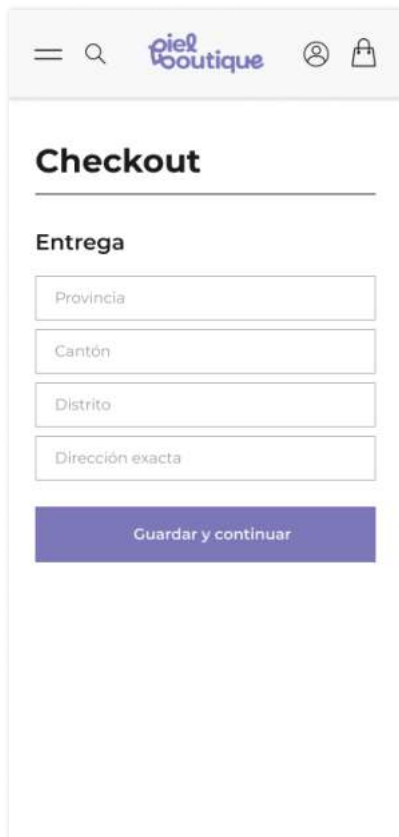 piel
boutique
Checkout
Entrega
Provincia
Cantón
Distrito
Dirección exacta
Guardar y continuar